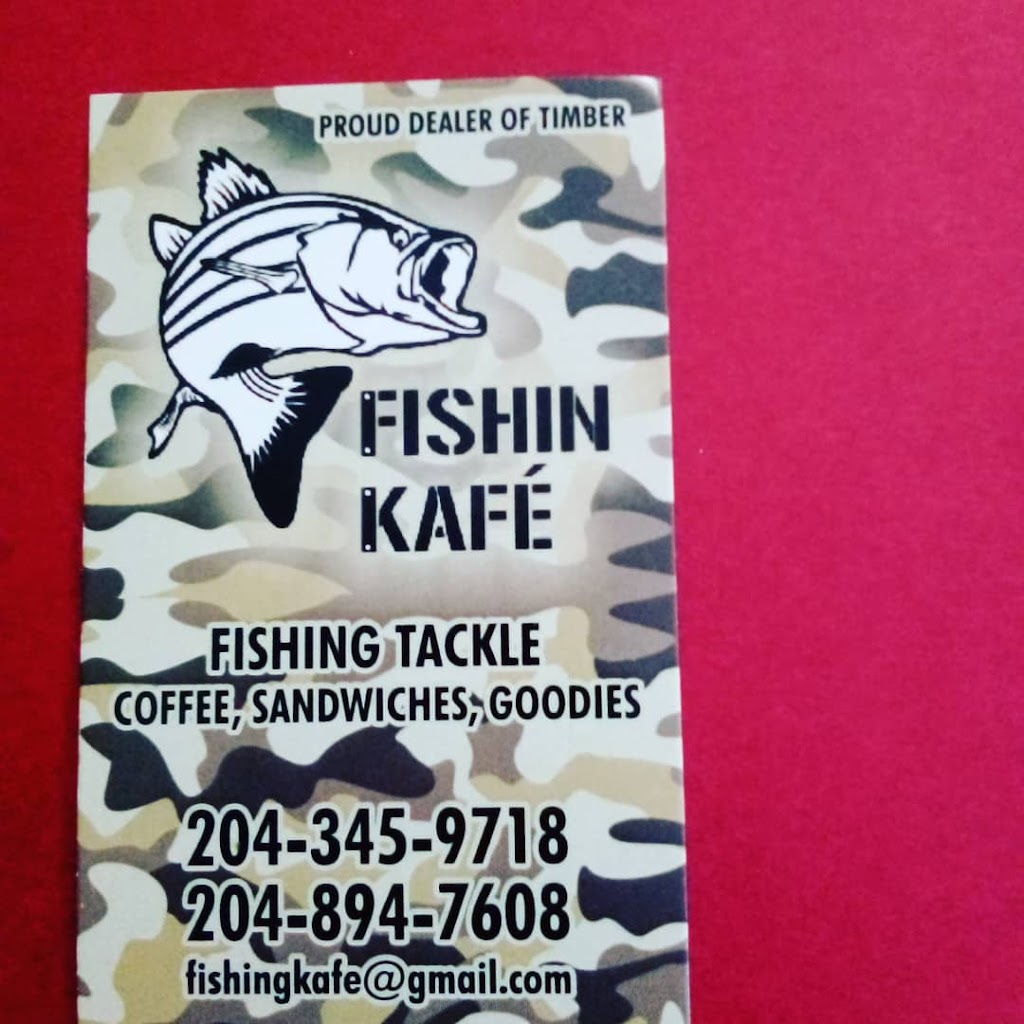 PROUD DEALER OF TIMBER
FISHIN
KAFÉ
FISHING TACKLE
COFFEE, SANDWICHES, GOODIES
204-345-9718
204-894-7608
fishingkafe@gmail.com